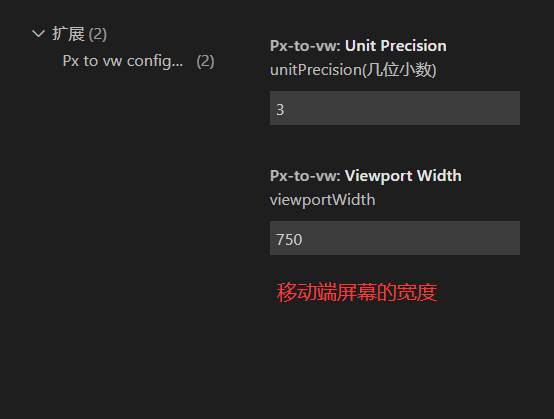 扩展 (2)
Px to vw config... (2)
Px-to-vw: Unit Precision
unitPrecision(几位小数)
3
Px-to-vw: Viewport Width
viewportWidth
750
移动端屏幕的宽度